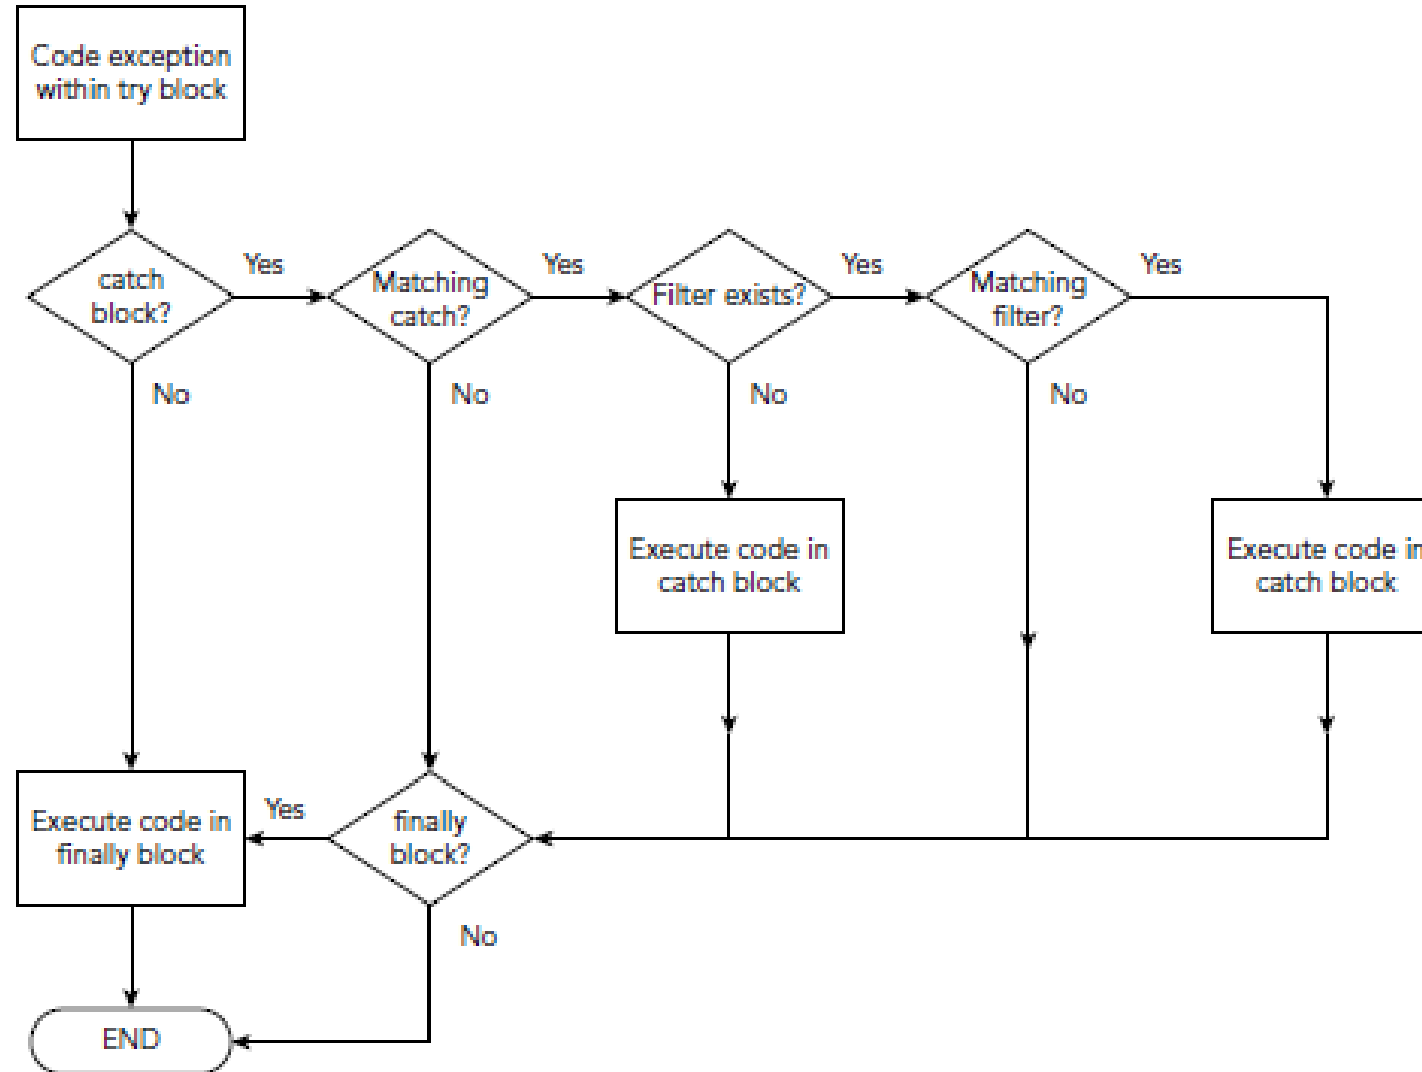 Code exception
within try block
catch
block?
Yes
Matching
catch?
Yes
Filter exists?
Yes
Matching
filter?
Yes
No
No
No
No
Execute code in
catch block
Execute code in
catch block
Execute code in
finally block
Yes
finally
block?
No
END